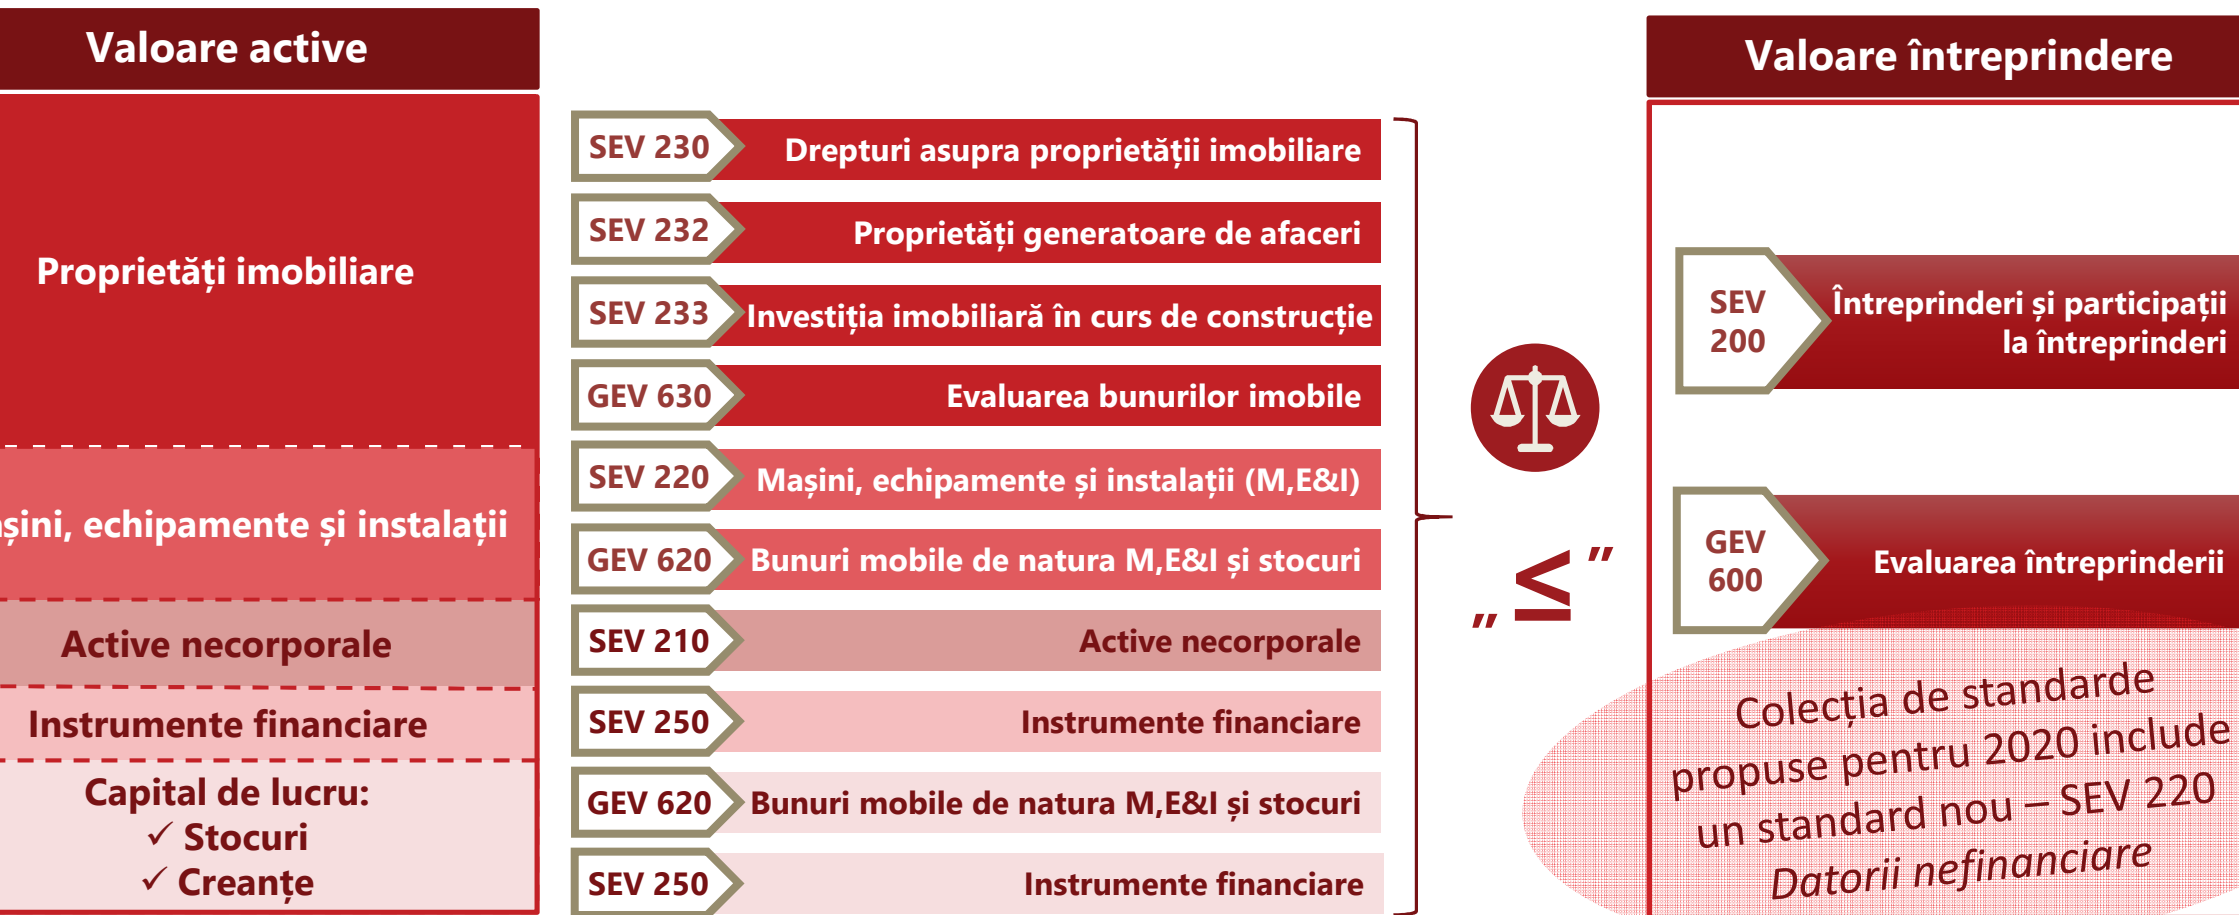 Valoare active
Proprietăți imobiliare
șini, echipamente și instalații
Active necorporale
Instrumente financiare
Capital de lucru:
✓ Stocuri
✓ Creanțe
SEV 230 Drepturi asupra proprietății imobiliare
SEV 232 Proprietăți generatoare de afaceri
SEV 233 Investiția imobiliară în curs de construcție
GEV 630 Evaluarea bunurilor imobile
SEV 220 Mașini, echipamente și instalații (M,E&I)
GEV 620 Bunuri mobile de natura M,E&I și stocuri
SEV 210 Active necorporale
SEV 250 Instrumente financiare
GEV 620 Bunuri mobile de natura M,E&I și stocuri
SEV 250 Instrumente financiare
„ ≤ ”
Valoare întreprindere
SEV
200
Întreprinderi și participații
la întreprinderi
GEV
600
Evaluarea întreprinderii
Colecția de standarde
propuse pentru 2020 include
un standard nou – SEV 220
Datorii nefinanciare